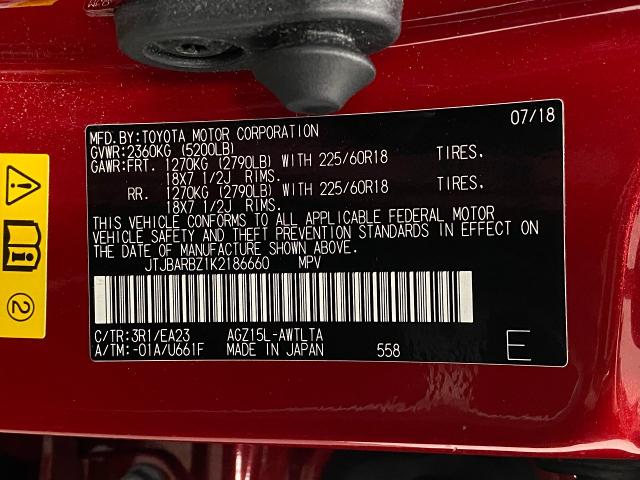 07/18
MFD.BY:TOYOTA MOTOR CORPORATION
GVWR:2360KG (5200LB)
GAWR:FRT. 1270KG (2790LB) WITH 225/60R18 TIRES,
18X7 1/2J RIMS.
RR. 1270KG (2790LB) WITH 225/60R18 TIRES,
18X7 1/2J RIMS.
THIS VEHICLE CONFORMS TO ALL APPLICABLE FEDERAL MOTOR
VEHICLE SAFETY AND THEFT PREVENTION STANDARDS IN EFFECT ON
THE DATE OF MANUFACTURE SHOWN ABOVE.
JTJBARBZ1K2186660 MPV
C/TR:3R1/EA23 AGZ15L-AWTLTA
A/TM:-01A/U661F MADE IN JAPAN 558 E
2